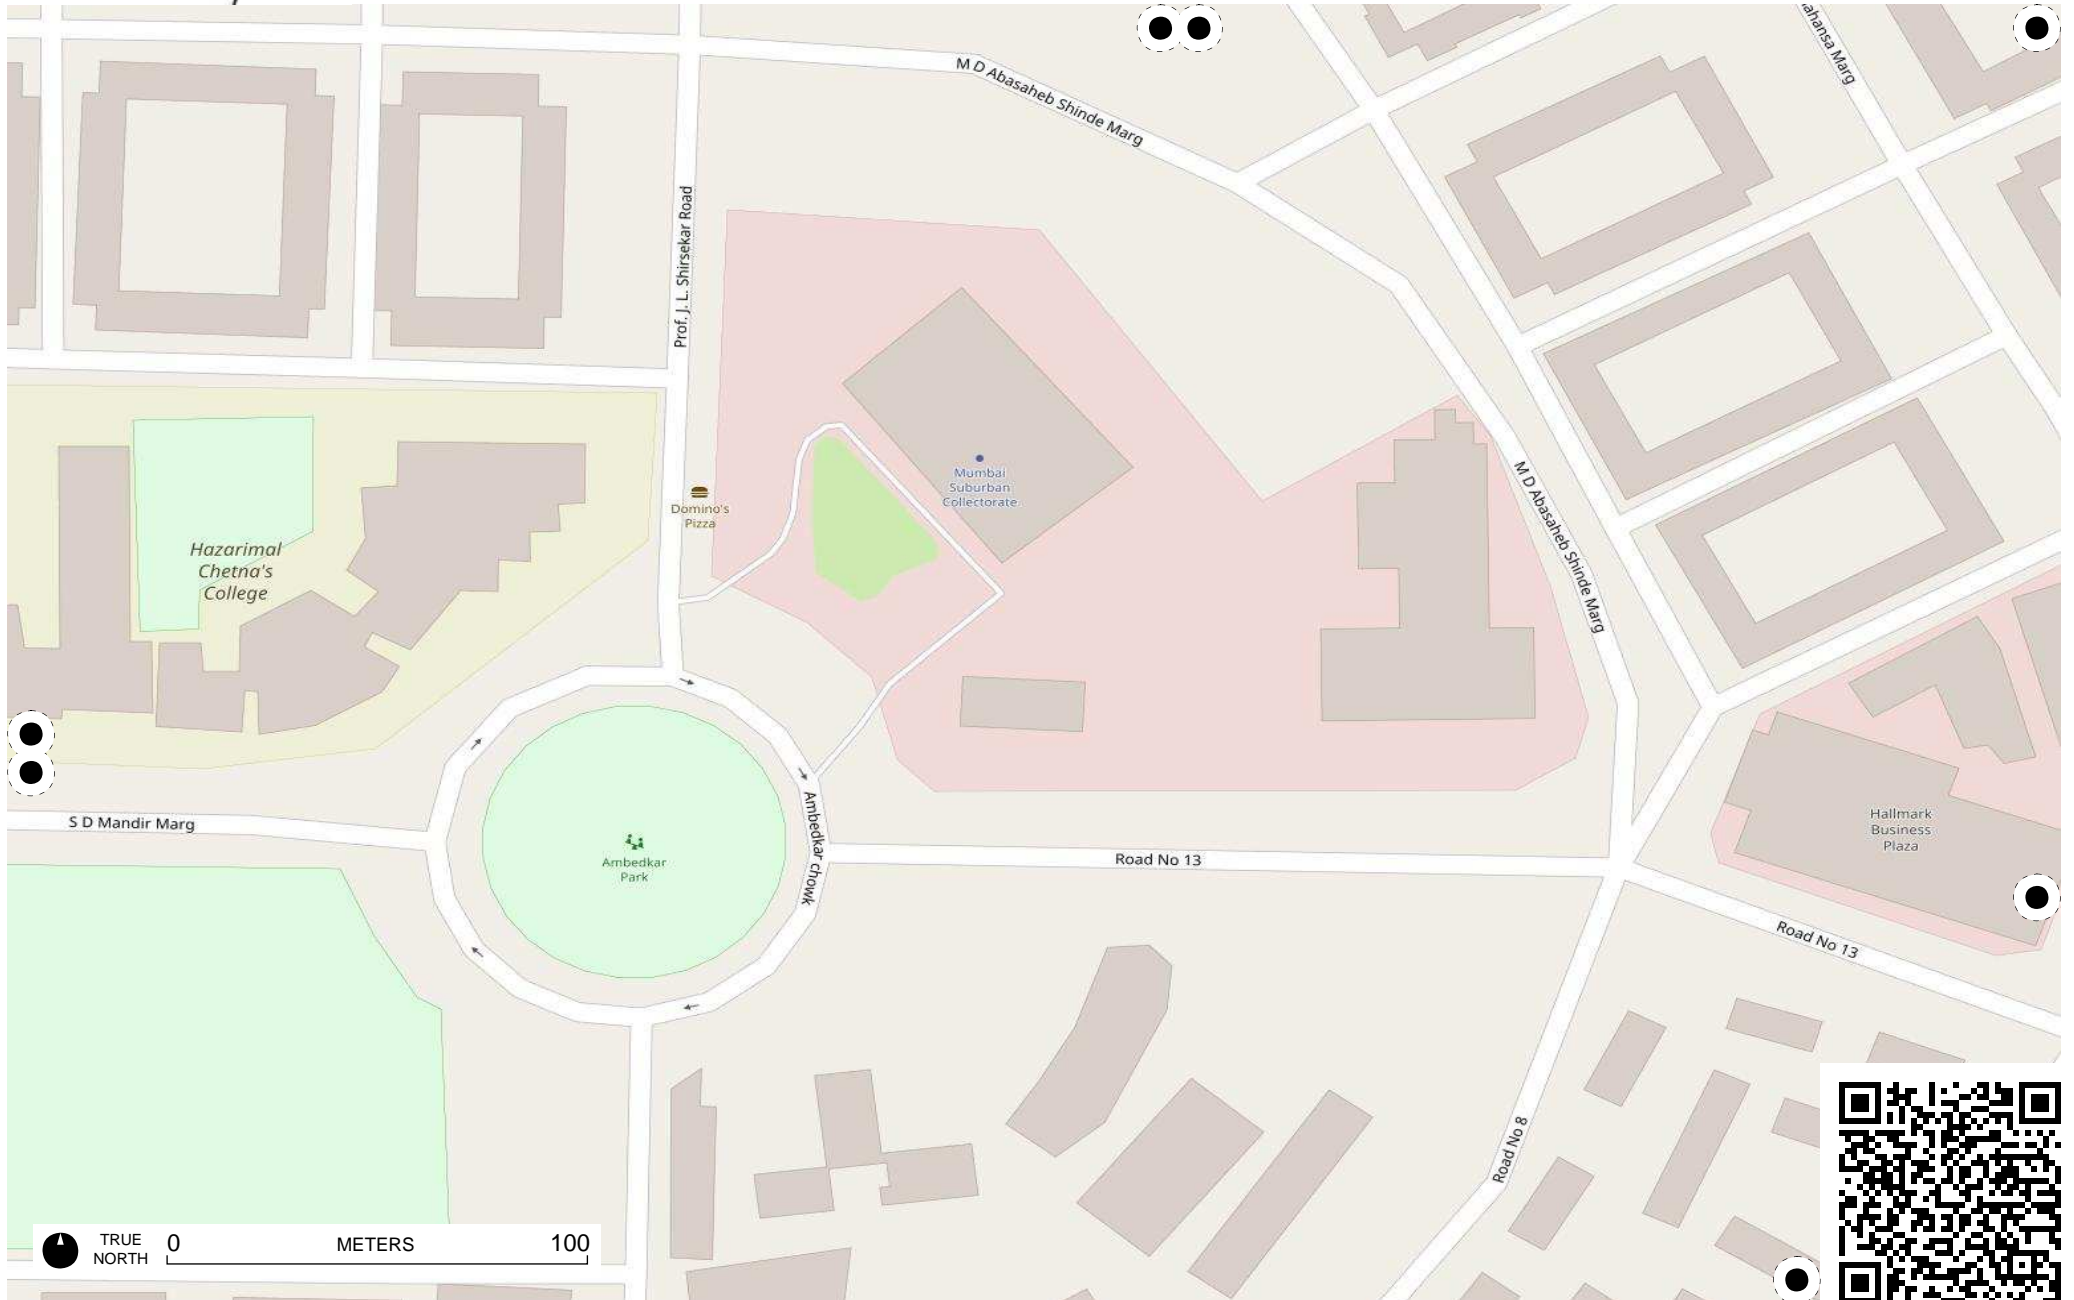 M D Abasaheb Shinde Marg
Prof. J. L. Shirsekar Road
Mumbai
Suburban
Collectorate
Domino's
Pizza
Hazarimal
Chetna's
College
M D Abasaheb Shinde Marg
S D Mandir Marg
Ambedkar chowk
Ambedkar
Park
Road No 13
Hallmark
Business
Plaza
Road No 13
Road No 8
TRUE
NORTH
0 METERS 100